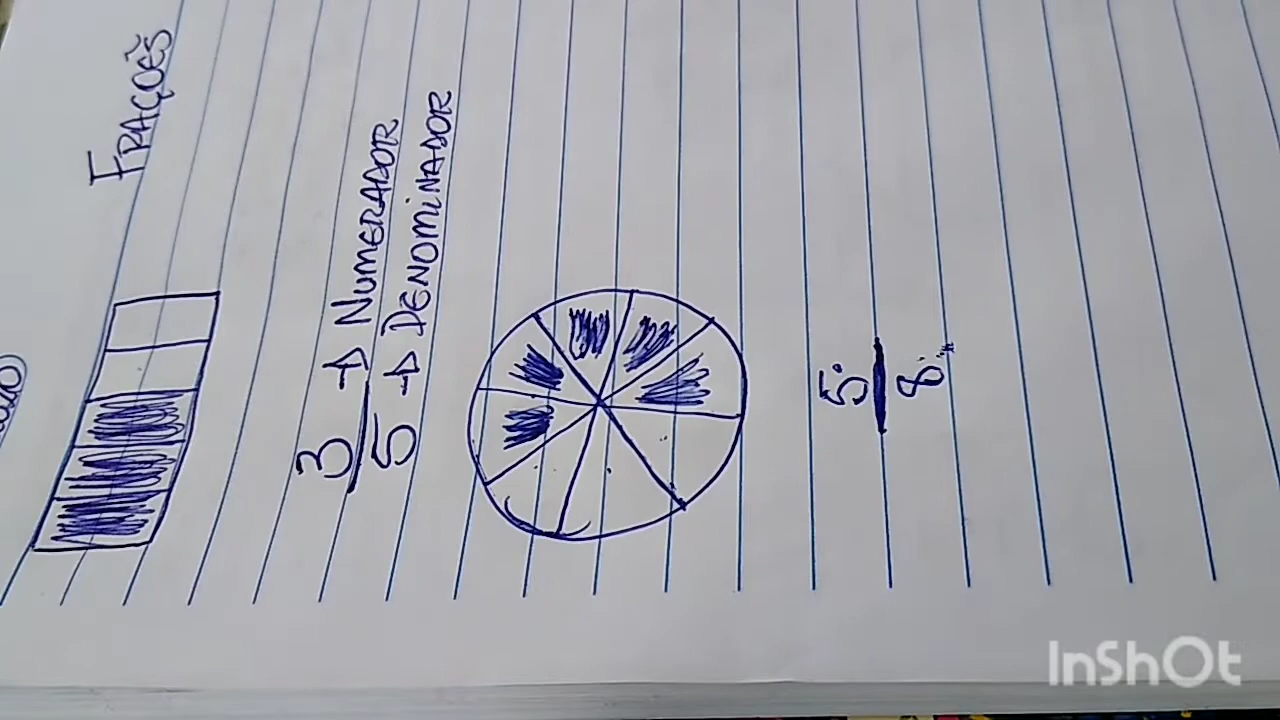 FRAÇÕES
3 → NUMERADOR
5 → DENOMINADOR
5
8
InShOt